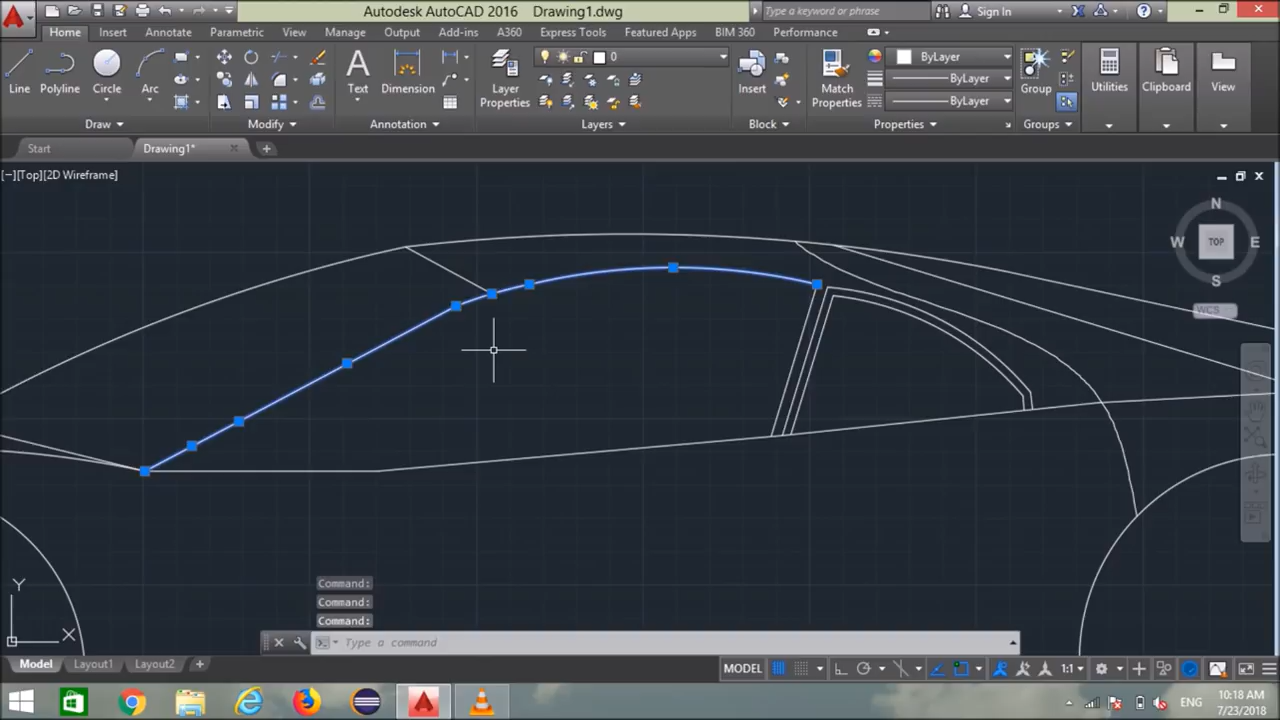 Autodesk AutoCAD 2016 Drawing1.dwg
Type a keyword or phrase
Sign In
Home Insert Annotate Parametric View Manage Output Add-ins A360 Express Tools Featured Apps BIM 360 Performance
0
ByLayer
ByLayer
ByLayer
Line Polyline Circle Arc Text Dimension Layer Properties Insert Match Properties Group Utilities Clipboard View
Draw Modify Annotation Layers Block Properties Groups
Start Drawing1*
[−][Top][2D Wireframe]
N
W TOP E
S
WCS
Y
X
Command:
Command:
Command:
Type a command
Model Layout1 Layout2
MODEL 1:1
ENG
10:18 AM
7/23/2018